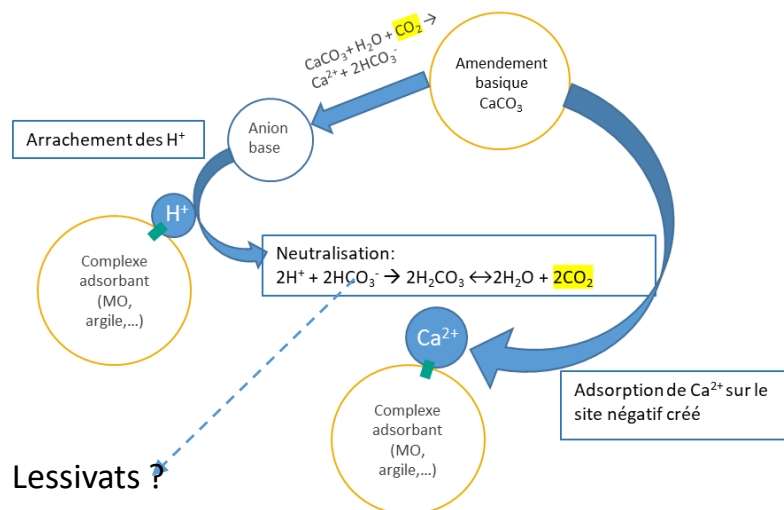 CaCO₃+ H₂O + CO₂ →
Ca²⁺ + 2HCO₃⁻
Amendement
basique
CaCO₃
Anion
base
Arrachement des H⁺
H⁺
Complexe
adsorbant
(MO,
argile,…)
Neutralisation:
2H⁺ + 2HCO₃⁻ → 2H₂CO₃ ↔2H₂O + 2CO₂
Ca²⁺
Complexe
adsorbant
(MO,
argile,…)
Adsorption de Ca²⁺ sur le
site négatif créé
Lessivats ?